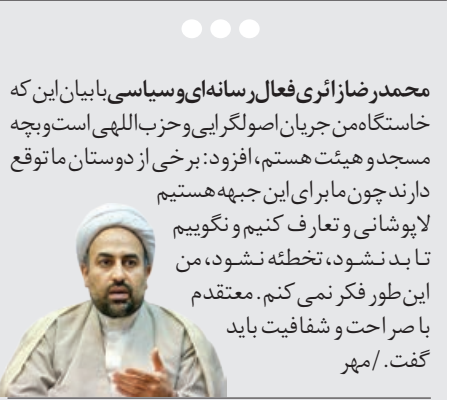 محمدرضا زائری فعال رسانه‌ای و سیاسی با بیان این که
خاستگاه من جریان اصولگرایی و حزب‌اللهی است و بچه
مسجد و هیئت هستم، افزود: برخی از دوستان ما توقع
دارند چون ما برای این جبهه هستیم
لاپوشانی و تعارف کنیم و نگوییم
تا بد نشود، تخطئه نشود، من
این طور فکر نمی کنم. معتقدم
با صراحت و شفافیت باید
گفت. /مهر